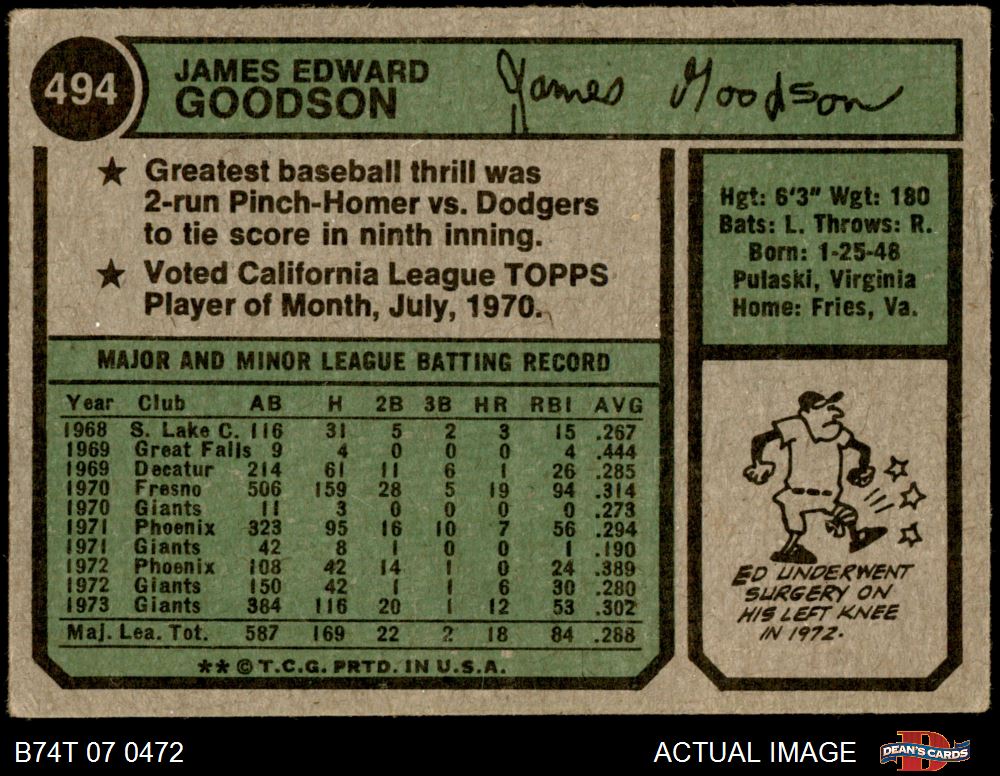 494
JAMES EDWARD
GOODSON
James Goodson
★ Greatest baseball thrill was
2-run Pinch-Homer vs. Dodgers
to tie score in ninth inning.
★ Voted California League TOPPS
Player of Month, July, 1970.
Hgt: 6'3" Wgt: 180
Bats: L. Throws: R.
Born: 1-25-48
Pulaski, Virginia
Home: Fries, Va.
MAJOR AND MINOR LEAGUE BATTING RECORD
Year Club AB H 2B 3B HR RBI AVG
1968 S. Lake C. 116 31 5 2 3 15 .267
1969 Great Falls 9 4 0 0 0 4 .444
1969 Decatur 214 61 11 6 1 26 .285
1970 Fresno 506 159 28 5 19 94 .314
1970 Giants 11 3 0 0 0 0 .273
1971 Phoenix 323 95 16 10 7 56 .294
1971 Giants 42 8 1 0 0 1 .190
1972 Phoenix 108 42 14 1 0 24 .389
1972 Giants 150 42 1 1 6 30 .280
1973 Giants 384 116 20 1 12 53 .302
Maj. Lea. Tot. 587 169 22 2 18 84 .288
** © T.C.G. PRTD. IN U.S.A.
ED UNDERWENT
SURGERY ON
HIS LEFT KNEE
IN 1972.
B74T 07 0472
ACTUAL IMAGE
DEAN'S CARDS